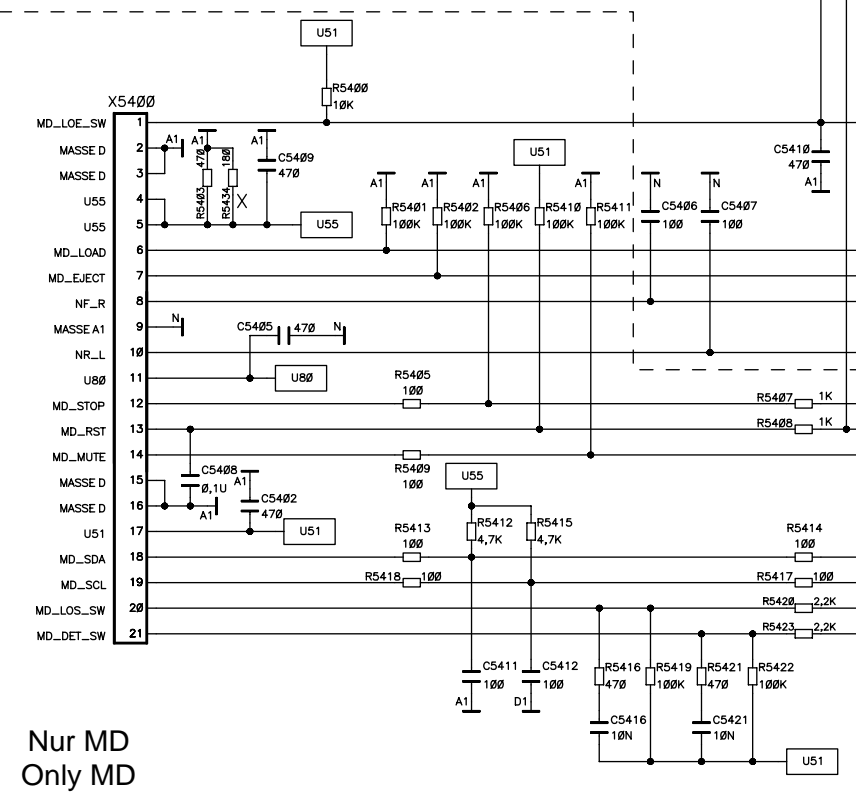 U51
R5400
10K
X5400
MD_LOE_SW 1
MASSE D 2
MASSE D 3
U55 4
U55 5
MD_LOAD 6
MD_EJECT 7
NF_R 8
MASSE A1 9
NR_L 10
U80 11
MD_STOP 12
MD_RST 13
MD_MUTE 14
MASSE D 15
MASSE D 16
U51 17
MD_SDA 18
MD_SCL 19
MD_LOS_SW 20
MD_DET_SW 21
A1
A1
R5403 470
R5434 180
X
A1
C5409
470
U55
U51
C5410
470
A1
A1
R5401
100K
A1
R5402
100K
A1
R5406
100K
R5410
100K
A1
R5411
100K
N
C5406
100
N
C5407
100
N
C5405 470 N
U80
R5405
100
R5407 1K
R5408 1K
R5409
100
C5408
0,1U
A1
A1
C5402
470
U51
U55
R5412
4,7K
R5415
4,7K
R5413
100
R5414
100
R5418 100
R5417 100
R5420 2,2K
R5423 2,2K
C5411
100
A1
C5412
100
D1
R5416
470
R5419
100K
R5421
470
R5422
100K
C5416
10N
C5421
10N
U51
Nur MD
Only MD